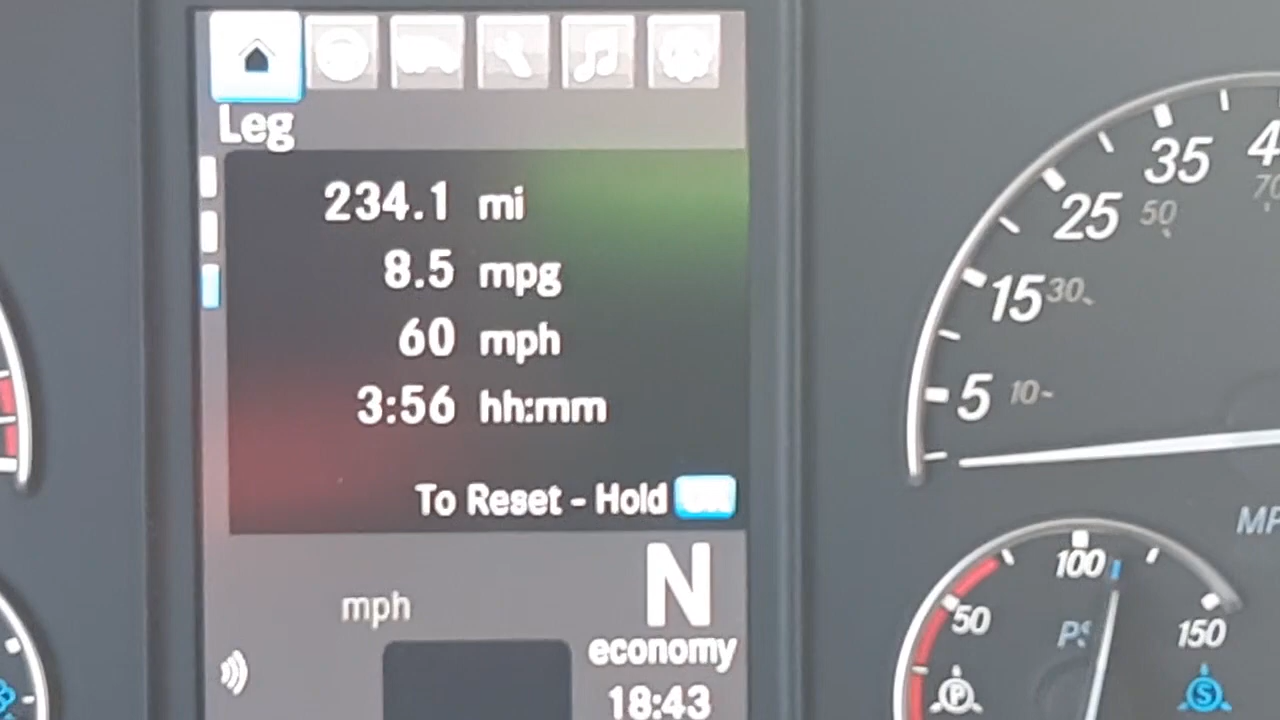 Leg
234.1 mi
8.5 mpg
60 mph
3:56 hh:mm
To Reset - Hold
N
mph
economy
18:43
5
15
25
35
10
30
50
50
100
150
P
S